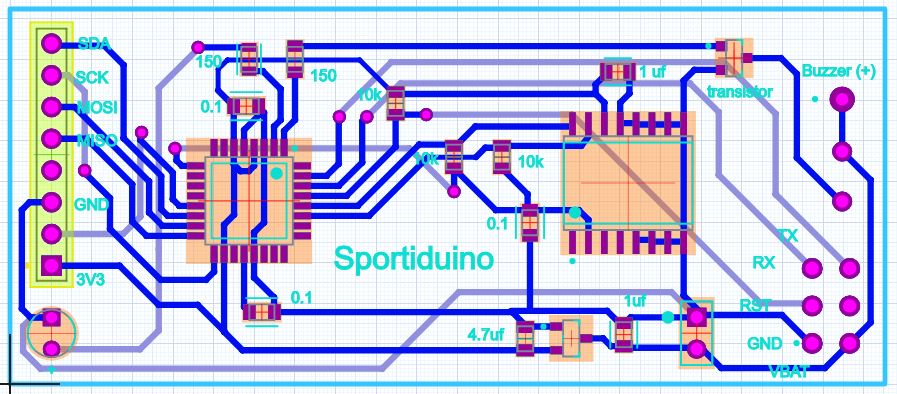 SDA
SCK
MOSI
MISO
GND
3V3
150
150
0.1
10k
1 uf
transistor
Buzzer (+)
10k
10k
0.1
Sportiduino
0.1
4.7uf
1uf
TX
RX
RST
GND
VBAT